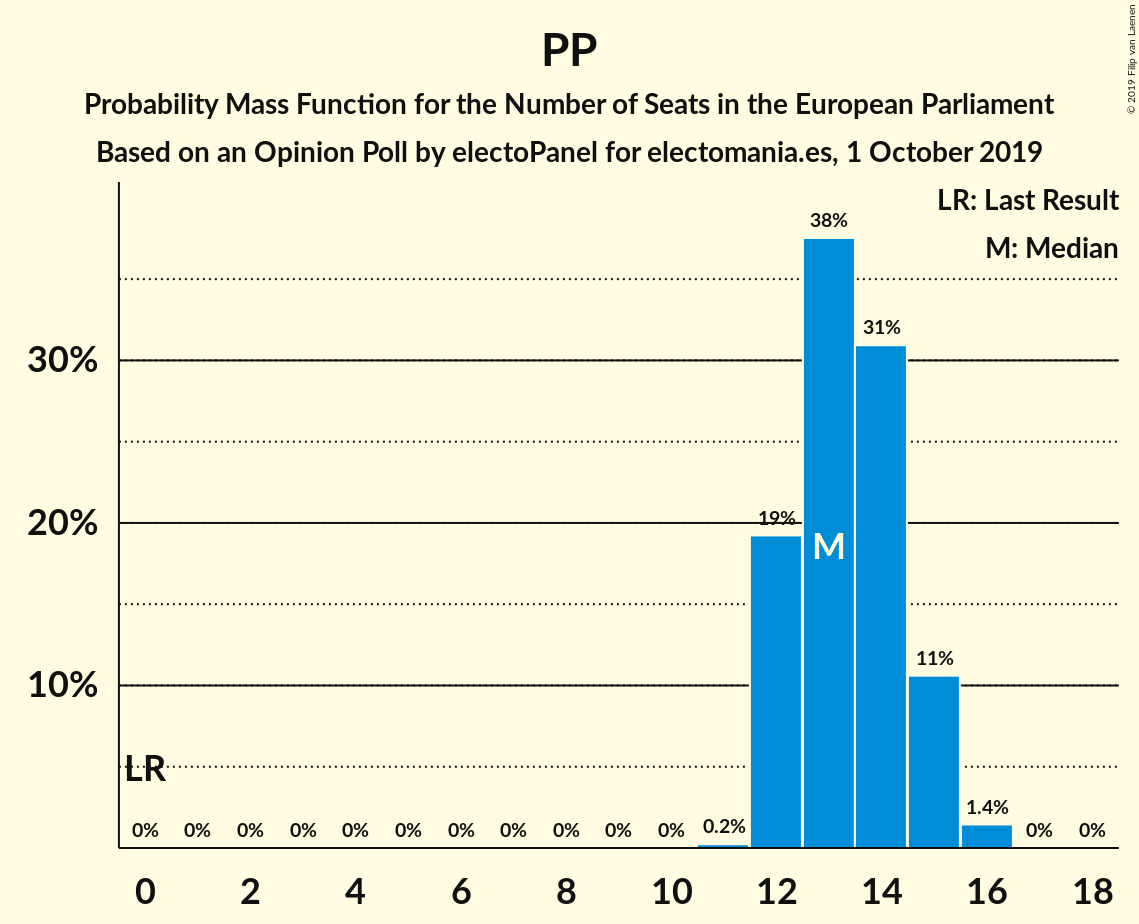 PP
Probability Mass Function for the Number of Seats in the European Parliament
Based on an Opinion Poll by electoPanel for electomania.es, 1 October 2019
© 2019 Filip van Laenen
LR: Last Result
M: Median
38%
31%
30%
19%
20%
M
11%
10%
LR
0% 0% 0% 0% 0% 0% 0% 0% 0% 0% 0% 0.2% 1.4% 0% 0%
0 2 4 6 8 10 12 14 16 18